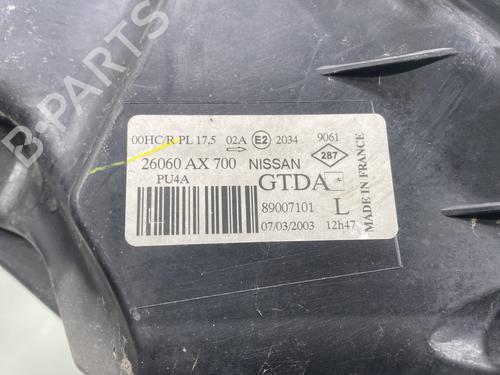 B-PARTS
00HC/R PL 17,5 02A E2 2034 9061
26060 AX 700 NISSAN 287
PU4A GTDA
89007101 L
07/03/2003 12h47
MADE IN FRANCE
L